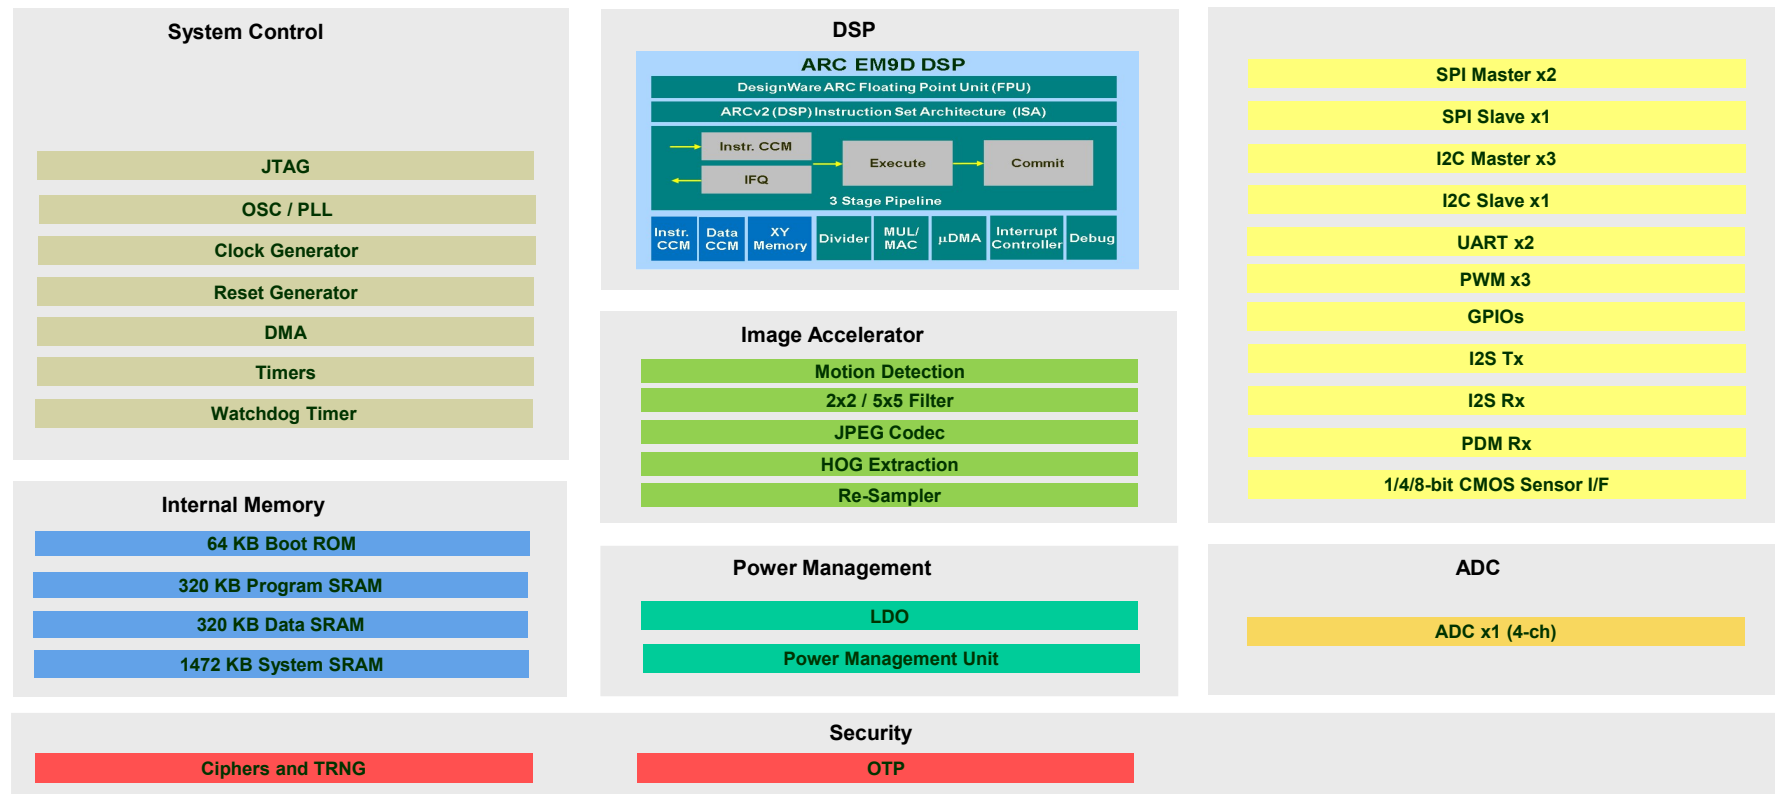 System Control
JTAG
OSC / PLL
Clock Generator
Reset Generator
DMA
Timers
Watchdog Timer
Internal Memory
64 KB Boot ROM
320 KB Program SRAM
320 KB Data SRAM
1472 KB System SRAM
DSP
ARC EM9D DSP
DesignWare ARC Floating Point Unit (FPU)
ARCv2 (DSP) Instruction Set Architecture (ISA)
Instr. CCM
IFQ
Execute
Commit
3 Stage Pipeline
Instr.
CCM
Data
CCM
XY
Memory
Divider
MUL/
MAC
µDMA
Interrupt
Controller
Debug
Image Accelerator
Motion Detection
2x2 / 5x5 Filter
JPEG Codec
HOG Extraction
Re-Sampler
Power Management
LDO
Power Management Unit
SPI Master x2
SPI Slave x1
I2C Master x3
I2C Slave x1
UART x2
PWM x3
GPIOs
I2S Tx
I2S Rx
PDM Rx
1/4/8-bit CMOS Sensor I/F
ADC
ADC x1 (4-ch)
Security
Ciphers and TRNG
OTP